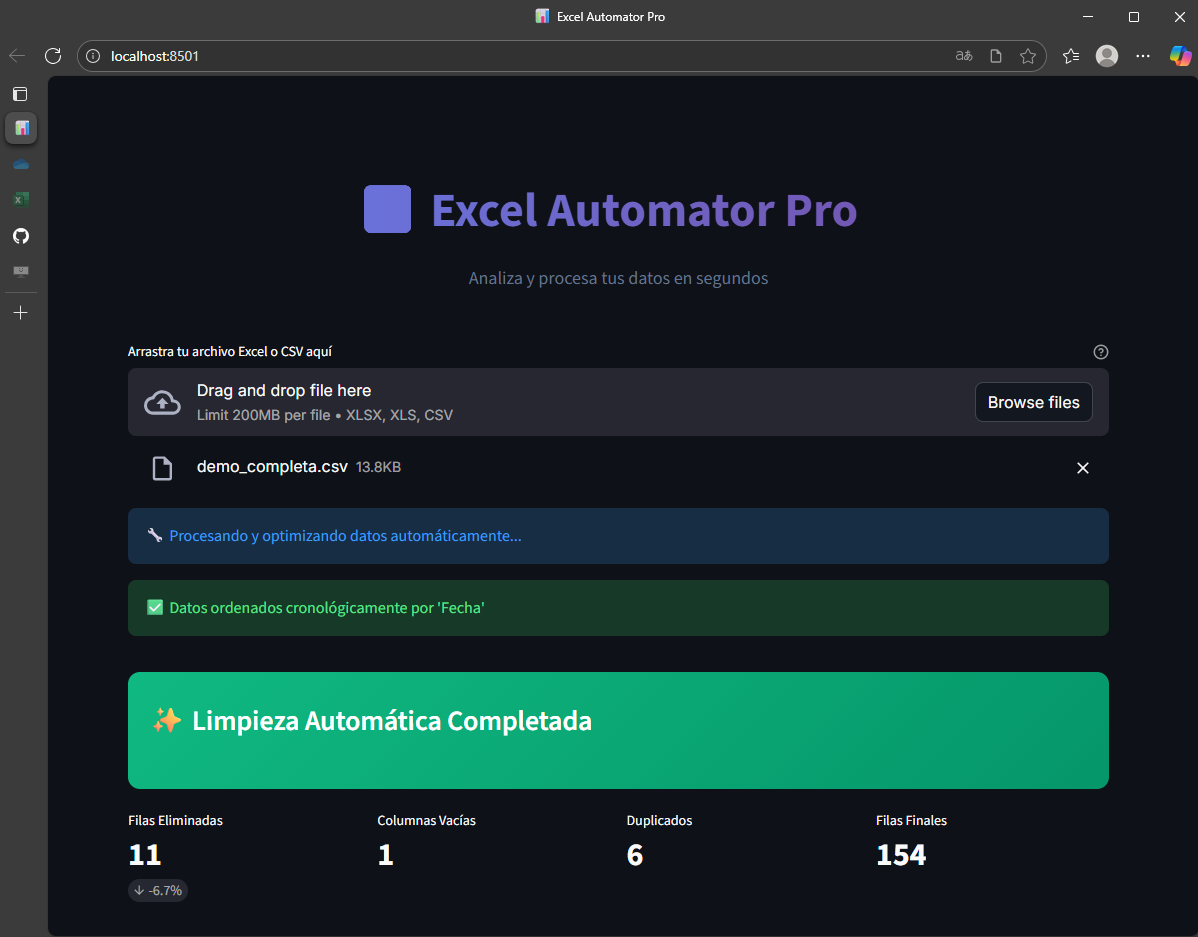 Excel Automator Pro
localhost:8501
aあ
Excel Automator Pro
Analiza y procesa tus datos en segundos
Arrastra tu archivo Excel o CSV aquí
Drag and drop file here
Limit 200MB per file • XLSX, XLS, CSV
Browse files
demo_completa.csv 13.8KB
🔧 Procesando y optimizando datos automáticamente...
✅ Datos ordenados cronológicamente por 'Fecha'
✨ Limpieza Automática Completada
Filas Eliminadas
11
↓ -6.7%
Columnas Vacías
1
Duplicados
6
Filas Finales
154